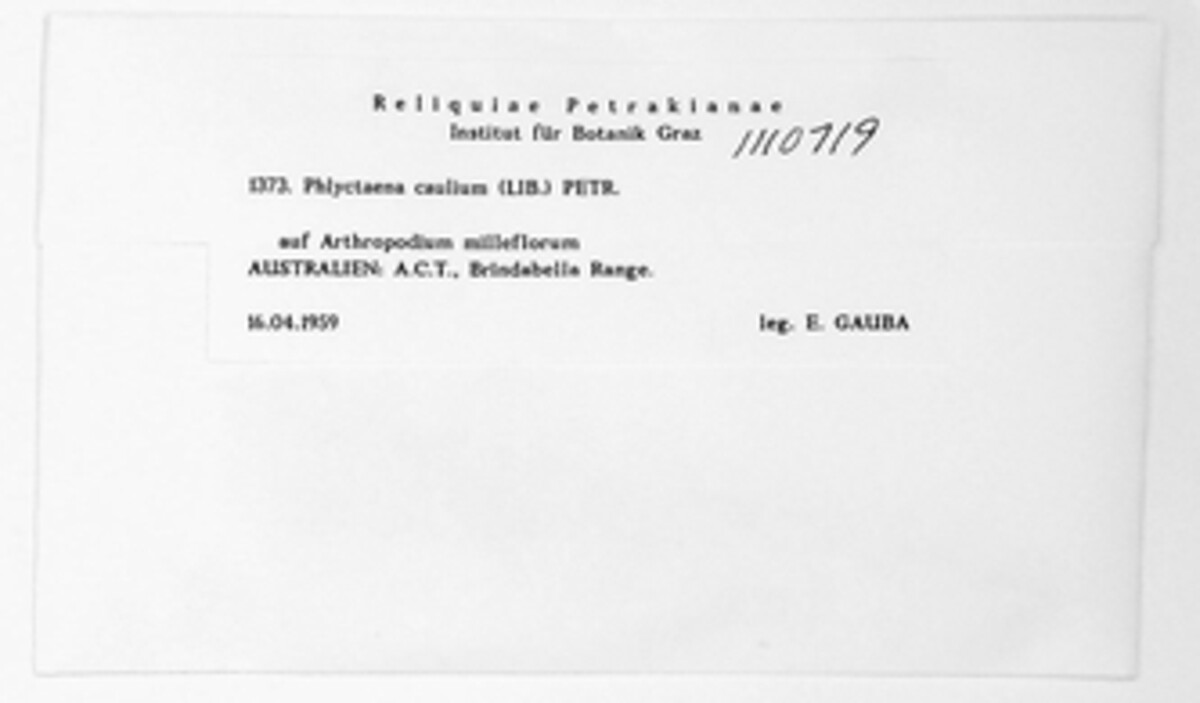 Reliquiae Petrakianae
Institut für Botanik Graz 1110719
1373. Phlyctaena caulium (LIB.) PETR.
auf Arthropodium milleflorum
AUSTRALIEN: A.C.T., Brindabella Range.
16.04.1959 leg. E. GAUBA